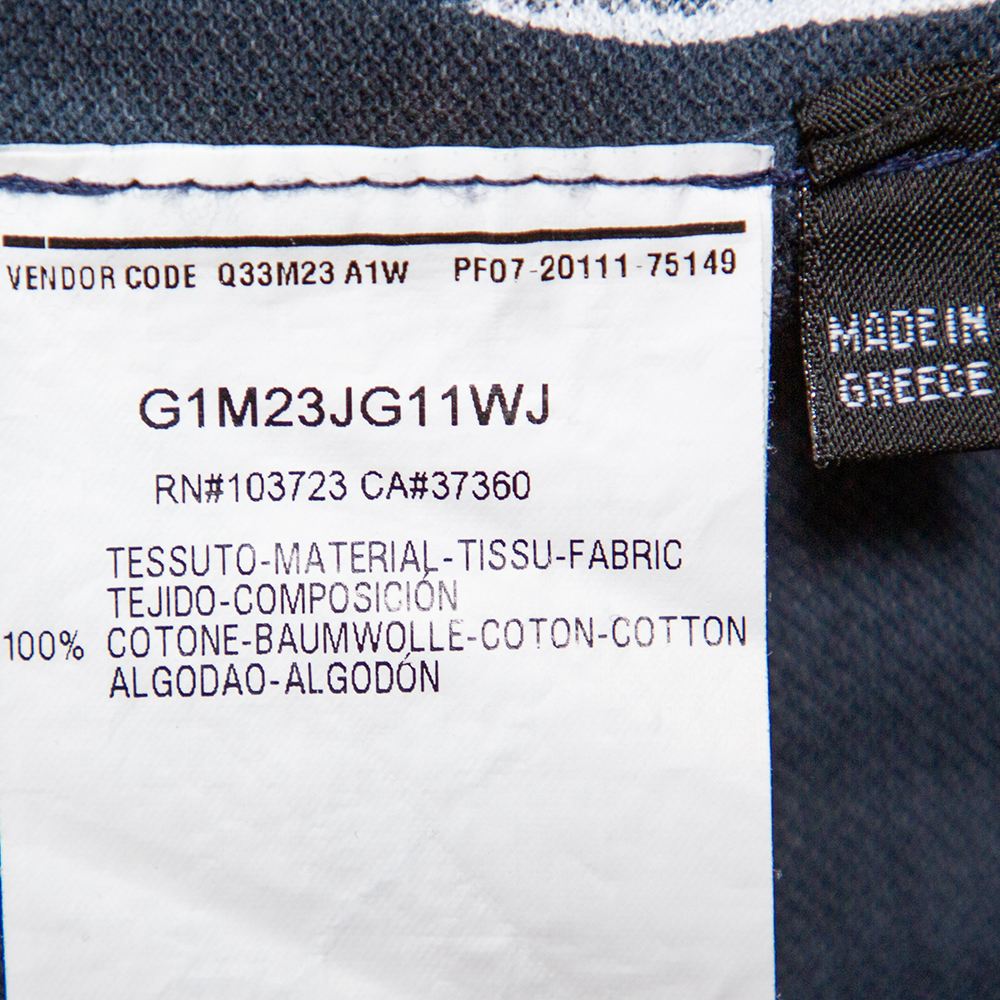 VENDOR CODE Q33M23 A1W PF07-20111-75149
G1M23JG11WJ
RN#103723 CA#37360
TESSUTO-MATERIAL-TISSU-FABRIC
TEJIDO-COMPOSICIÓN
100% COTONE-BAUMWOLLE-COTON-COTTON
ALGODAO-ALGODÓN
MADE IN
GREECE